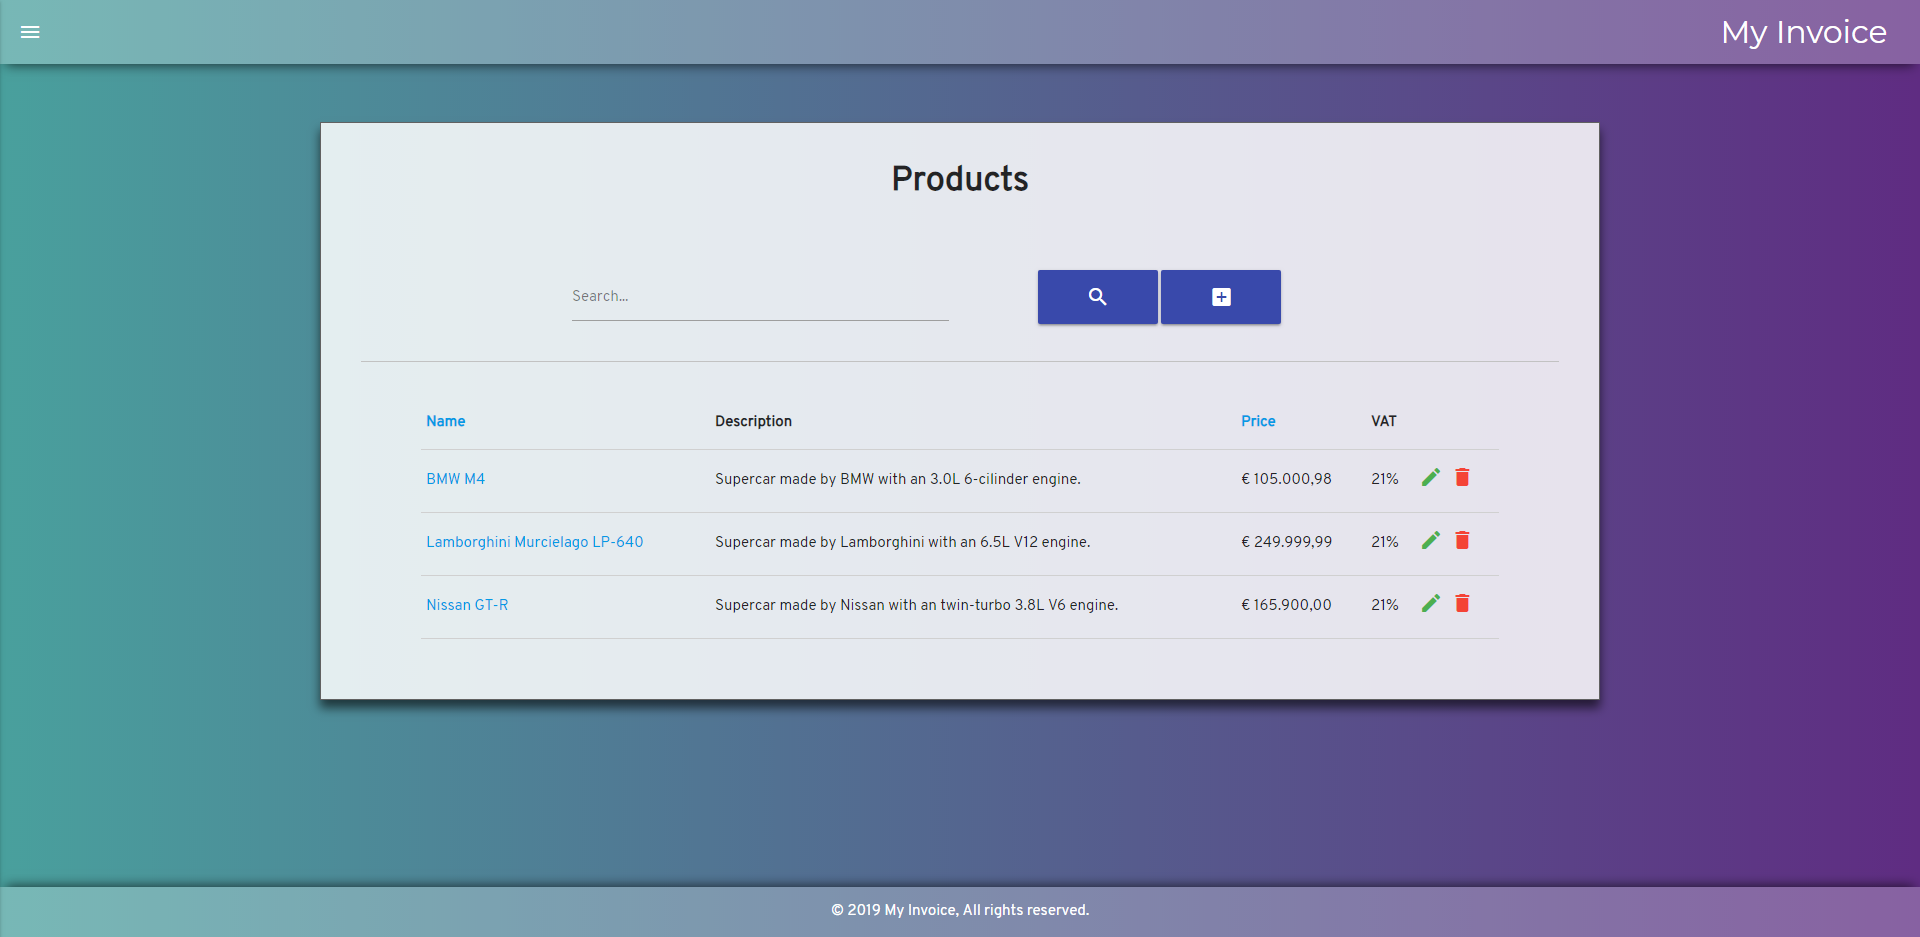 My Invoice
Products
Search...
Name Description Price VAT
BMW M4 Supercar made by BMW with an 3.0L 6-cilinder engine. € 105.000,98 21%
Lamborghini Murcielago LP-640 Supercar made by Lamborghini with an 6.5L V12 engine. € 249.999,99 21%
Nissan GT-R Supercar made by Nissan with an twin-turbo 3.8L V6 engine. € 165.900,00 21%
© 2019 My Invoice, All rights reserved.